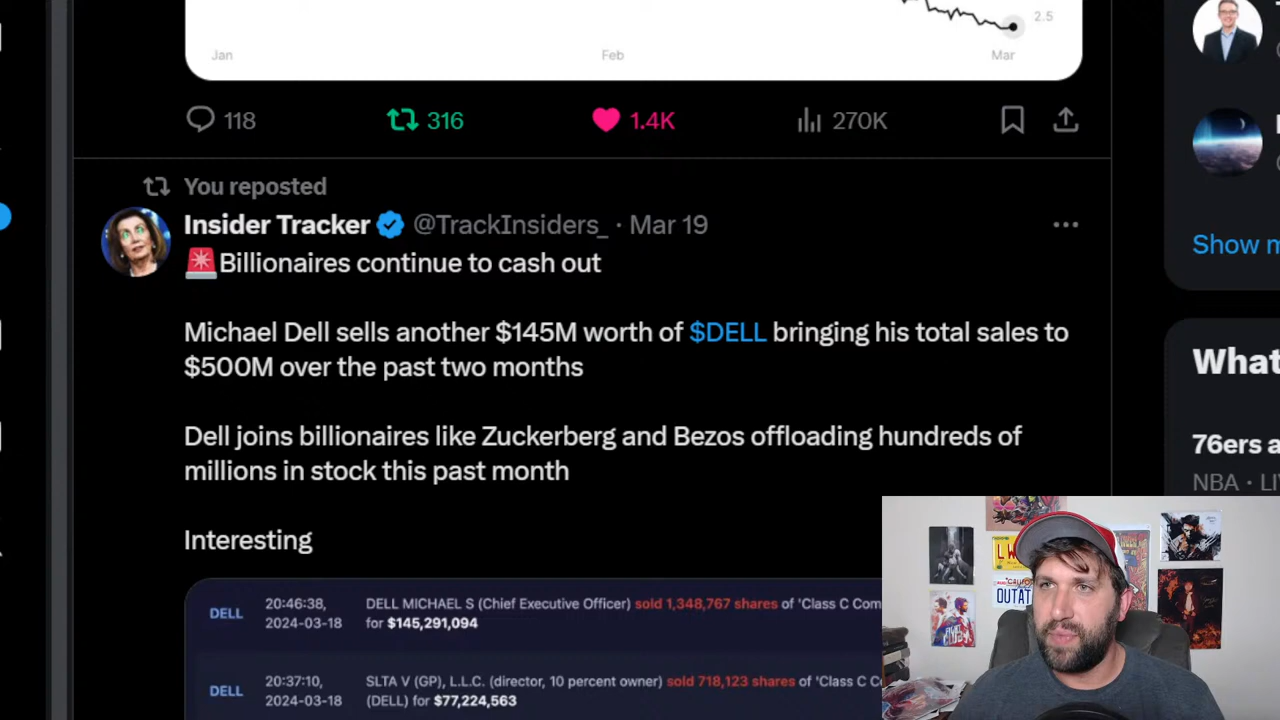 2.5
Jan Feb Mar
118 316 1.4K 270K
You reposted
Insider Tracker @TrackInsiders_ · Mar 19
🚨Billionaires continue to cash out
Michael Dell sells another $145M worth of $DELL bringing his total sales to
$500M over the past two months
Dell joins billionaires like Zuckerberg and Bezos offloading hundreds of
millions in stock this past month
Interesting
DELL 20:46:38, DELL MICHAEL S (Chief Executive Officer) sold 1,348,767 shares of 'Class C Com
2024-03-18 for $145,291,094
DELL 20:37:10, SLTA V (GP), L.L.C. (director, 10 percent owner) sold 718,123 shares of 'Class C C
2024-03-18 (DELL) for $77,224,563
Show m
What
76ers a
NBA · LI
OUTAT